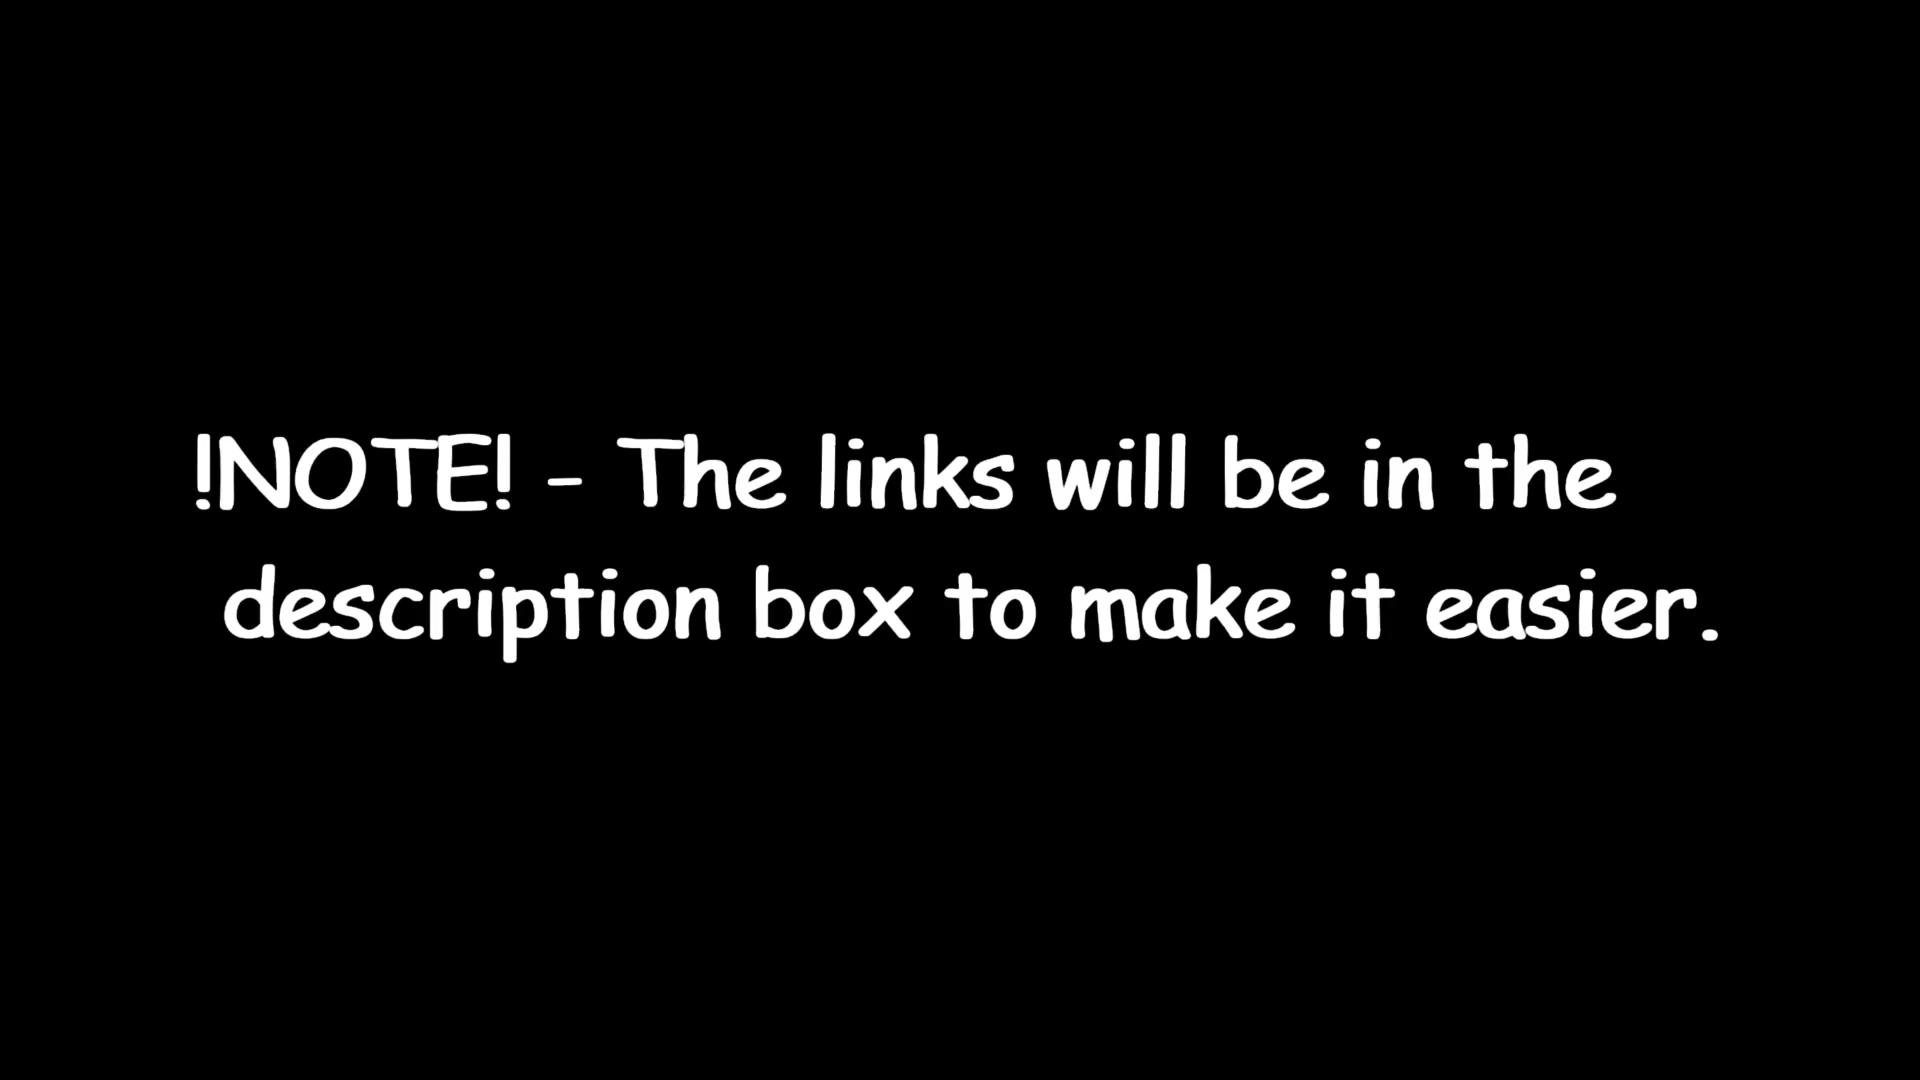 !NOTE! - The links will be in the
description box to make it easier.